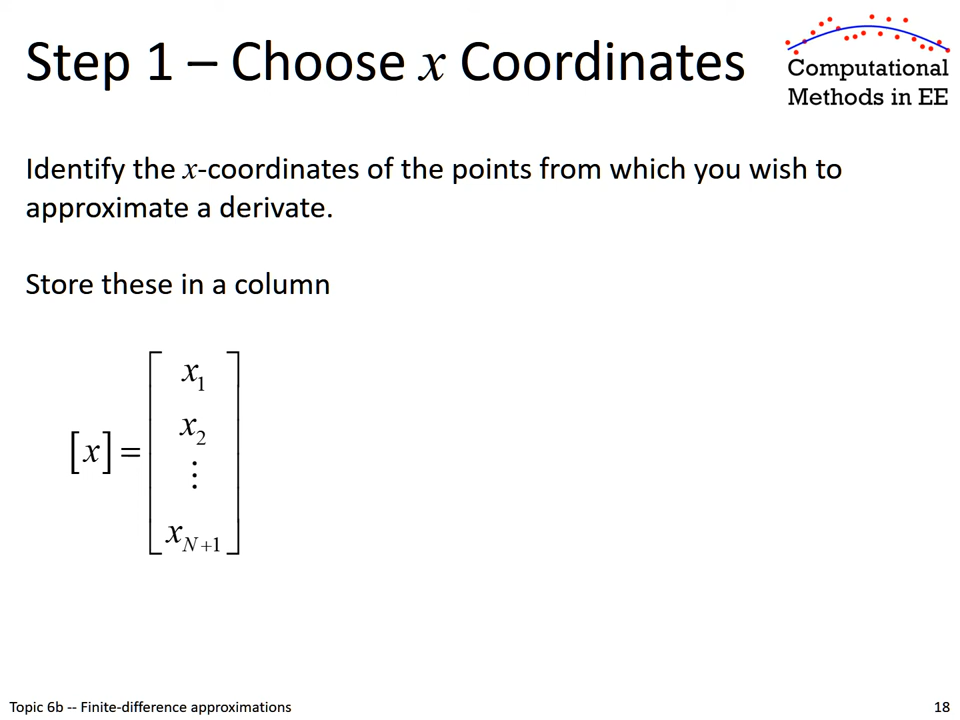 Step 1 – Choose x Coordinates
Computational
Methods in EE
Identify the x-coordinates of the points from which you wish to
approximate a derivate.
Store these in a column
[x] = [x₁
x₂
⋮
x_{N+1}]
Topic 6b -- Finite-difference approximations
18